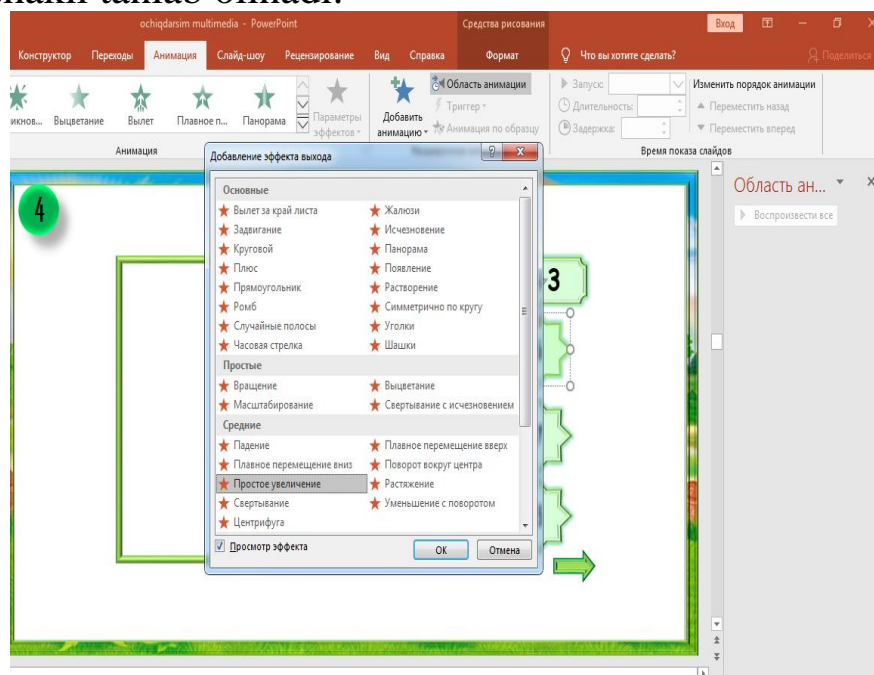 ochiqdarsim multimedia - PowerPoint
Средства рисования
Вход
Конструктор Переходы Анимация Слайд-шоу Рецензирование Вид Справка Формат Что вы хотите сделать? Поделиться
Выцветание Вылет Плавное п... Панорама
Параметры эффектов
Добавить анимацию
Область анимации
Триггер
Анимация по образцу
Запуск:
Длительность:
Задержка:
Изменить порядок анимации
Переместить назад
Переместить вперед
Анимация
Время показа слайдов
Добавление эффекта выхода
Основные
Вылет за край листа Жалюзи
Задвигание Исчезновение
Круговой Панорама
Плюс Появление
Прямоугольник Растворение
Ромб Симметрично по кругу
Случайные полосы Уголки
Часовая стрелка Шашки
Простые
Вращение Выцветание
Масштабирование Свертывание с исчезновением
Средние
Падение Плавное перемещение вверх
Плавное перемещение вниз Поворот вокруг центра
Простое увеличение Растяжение
Свертывание Уменьшение с поворотом
Центрифуга
Просмотр эффекта
ОК Отмена
4
3
Область ан...
Воспроизвести все